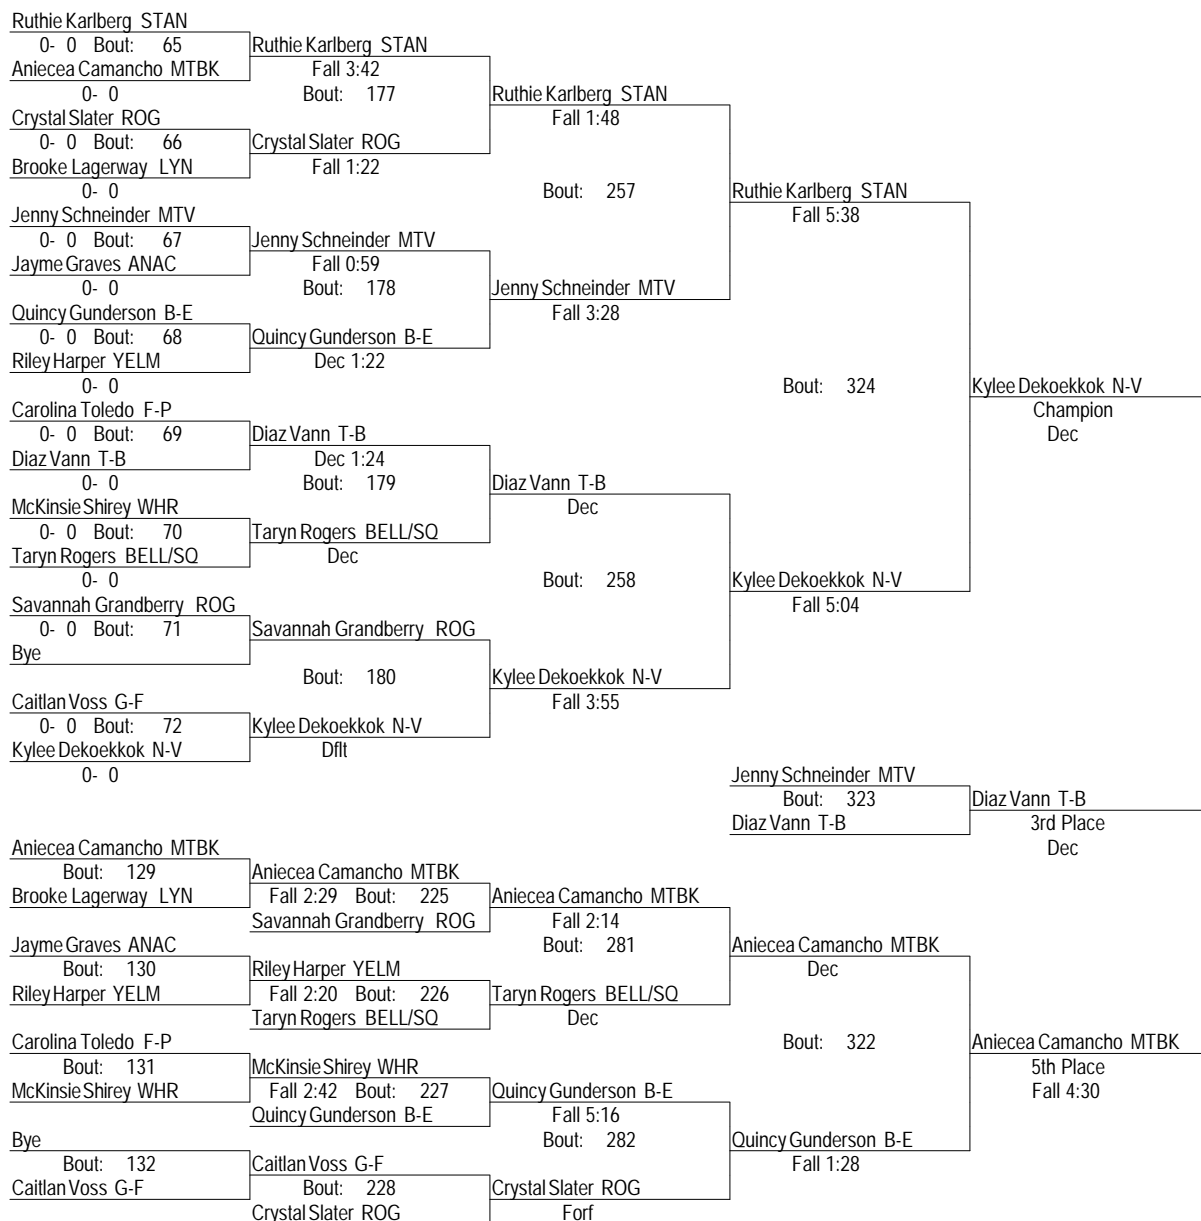 Ruthie Karlberg STAN
0- 0 Bout: 65 Ruthie Karlberg STAN
Aniecea Camancho MTBK Fall 3:42
0- 0 Bout: 177 Ruthie Karlberg STAN
Crystal Slater ROG Fall 1:48
0- 0 Bout: 66 Crystal Slater ROG
Brooke Lagerway LYN Fall 1:22
0- 0 Bout: 257 Ruthie Karlberg STAN
Jenny Schneinder MTV Fall 5:38
0- 0 Bout: 67 Jenny Schneinder MTV
Jayme Graves ANAC Fall 0:59
0- 0 Bout: 178 Jenny Schneinder MTV
Quincy Gunderson B-E Fall 3:28
0- 0 Bout: 68 Quincy Gunderson B-E
Riley Harper YELM Dec 1:22
0- 0 Bout: 324 Kylee Dekoekkok N-V
Carolina Toledo F-P Champion
0- 0 Bout: 69 Diaz Vann T-B Dec
Diaz Vann T-B Dec 1:24
0- 0 Bout: 179 Diaz Vann T-B
McKinsie Shirey WHR Dec
0- 0 Bout: 70 Taryn Rogers BELL/SQ
Taryn Rogers BELL/SQ Dec
0- 0 Bout: 258 Kylee Dekoekkok N-V
Savannah Grandberry ROG Fall 5:04
0- 0 Bout: 71 Savannah Grandberry ROG
Bye
Bout: 180 Kylee Dekoekkok N-V
Caitlan Voss G-F Fall 3:55
0- 0 Bout: 72 Kylee Dekoekkok N-V
Kylee Dekoekkok N-V Dflt
0- 0 Jenny Schneinder MTV
Bout: 323 Diaz Vann T-B
Diaz Vann T-B 3rd Place
Aniecea Camancho MTBK Dec
Bout: 129 Aniecea Camancho MTBK
Brooke Lagerway LYN Fall 2:29 Bout: 225 Aniecea Camancho MTBK
Savannah Grandberry ROG Fall 2:14
Jayme Graves ANAC Bout: 281 Aniecea Camancho MTBK
Bout: 130 Riley Harper YELM Dec
Riley Harper YELM Fall 2:20 Bout: 226 Taryn Rogers BELL/SQ
Taryn Rogers BELL/SQ Dec
Carolina Toledo F-P Bout: 322 Aniecea Camancho MTBK
Bout: 131 McKinsie Shirey WHR 5th Place
McKinsie Shirey WHR Fall 2:42 Bout: 227 Quincy Gunderson B-E Fall 4:30
Quincy Gunderson B-E Fall 5:16
Bye Bout: 282 Quincy Gunderson B-E
Bout: 132 Caitlan Voss G-F Fall 1:28
Caitlan Voss G-F Bout: 228 Crystal Slater ROG
Crystal Slater ROG Forf